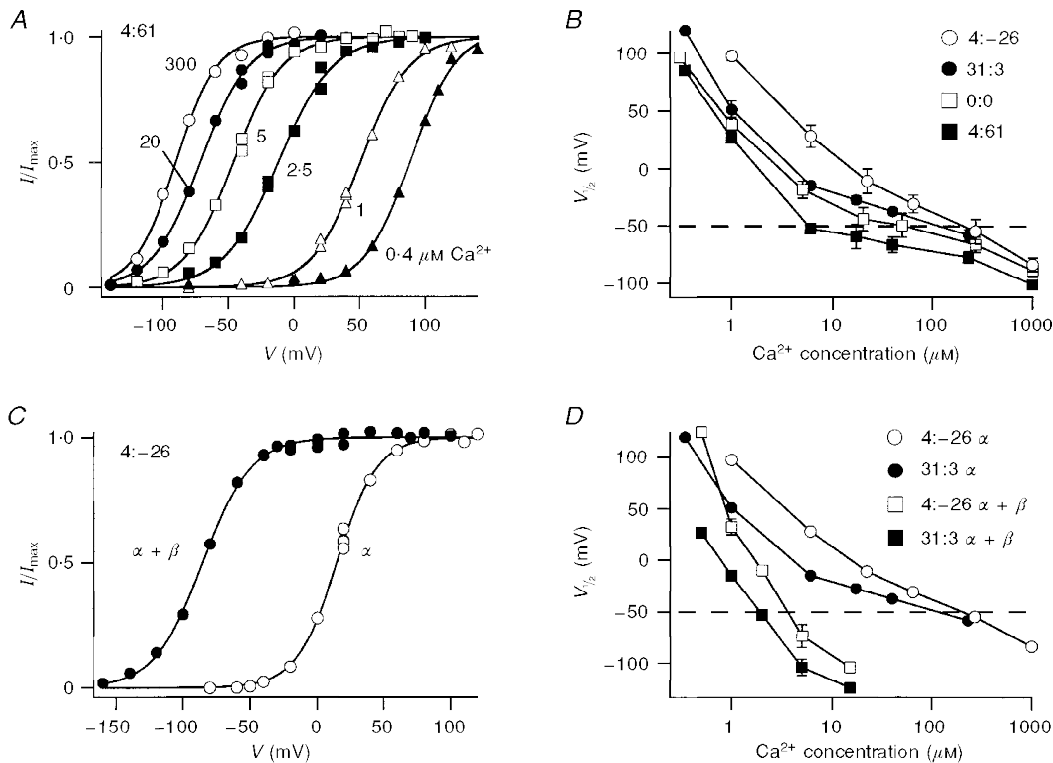 A
4:61
1·0
0·5
0
I/Imax
300
20
5
2·5
1
0·4 μM Ca²⁺
−100
−50
0
50
100
V (mV)
B
4:−26
31:3
0:0
4:61
100
50
0
−50
−100
V½ (mV)
1
10
100
1000
Ca²⁺ concentration (μM)
C
4:−26
1·0
0·5
0
I/Imax
α + β
α
−150
−100
−50
0
50
100
V (mV)
D
4:−26 α
31:3 α
4:−26 α + β
31:3 α + β
100
50
0
−50
−100
V½ (mV)
1
10
100
1000
Ca²⁺ concentration (μM)